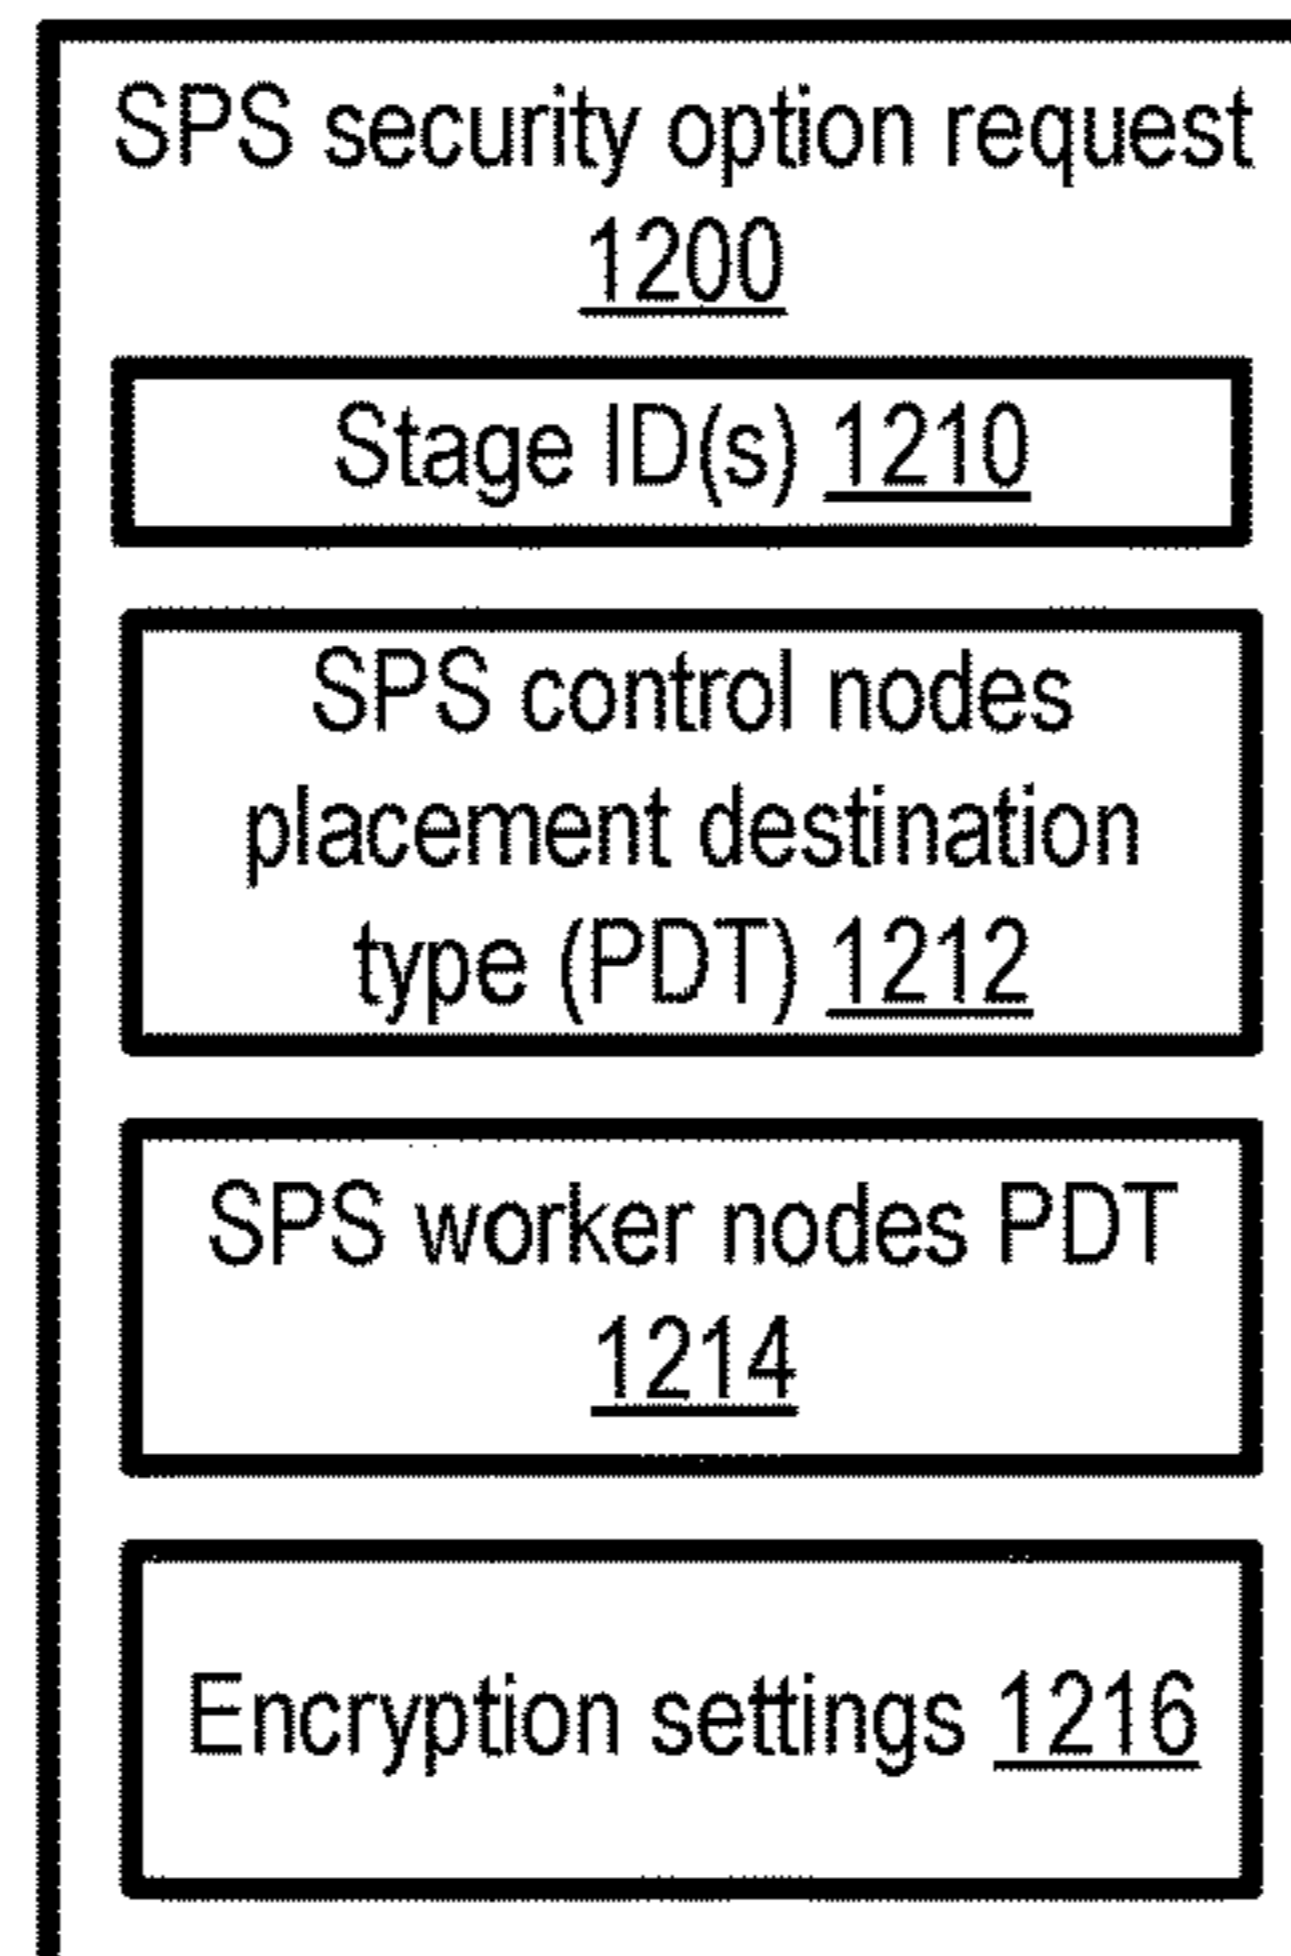 SPS security option request
1200
Stage ID(s) 1210
SPS control nodes
placement destination
type (PDT) 1212
SPS worker nodes PDT
1214
Encryption settings 1216